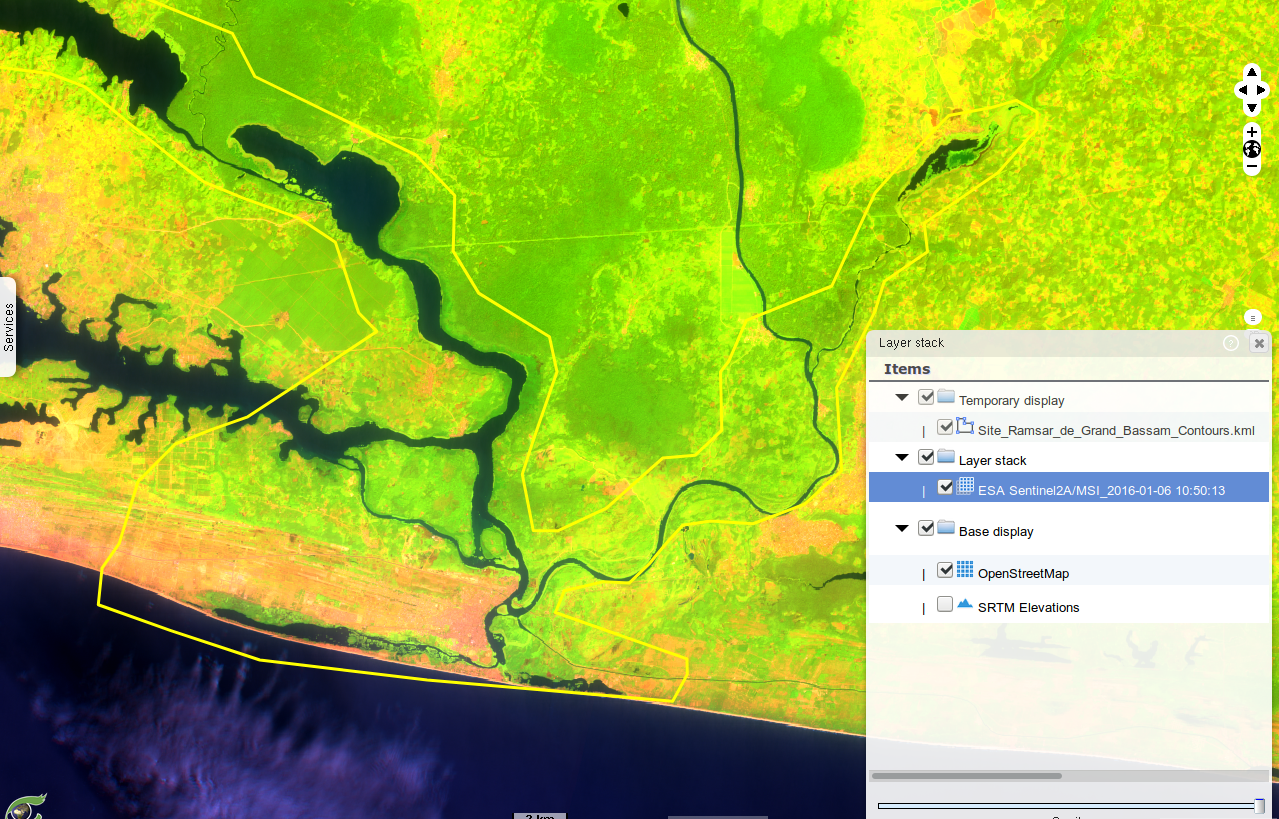 Services
Layer stack
?
Items
Temporary display
Site_Ramsar_de_Grand_Bassam_Contours.kml
Layer stack
ESA Sentinel2A/MSI_2016-01-06 10:50:13
Base display
OpenStreetMap
SRTM Elevations